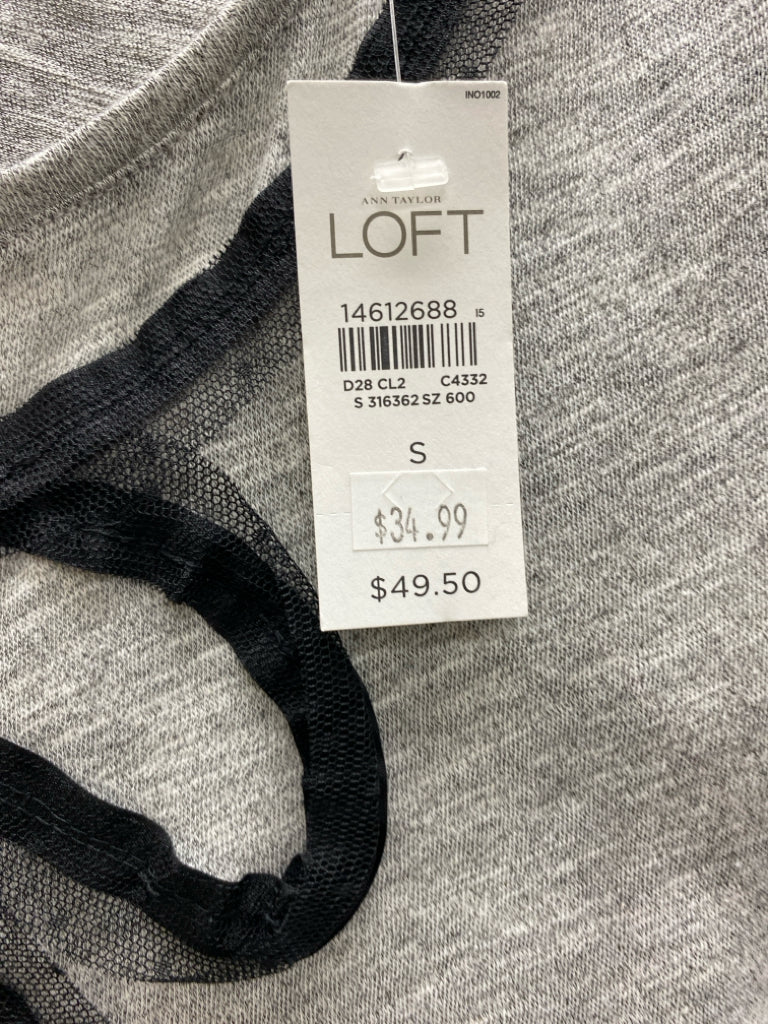 INO1002
ANN TAYLOR
LOFT
14612688 15
D28 CL2 C4332
S 316362 SZ 600
S
$34.99
$49.50